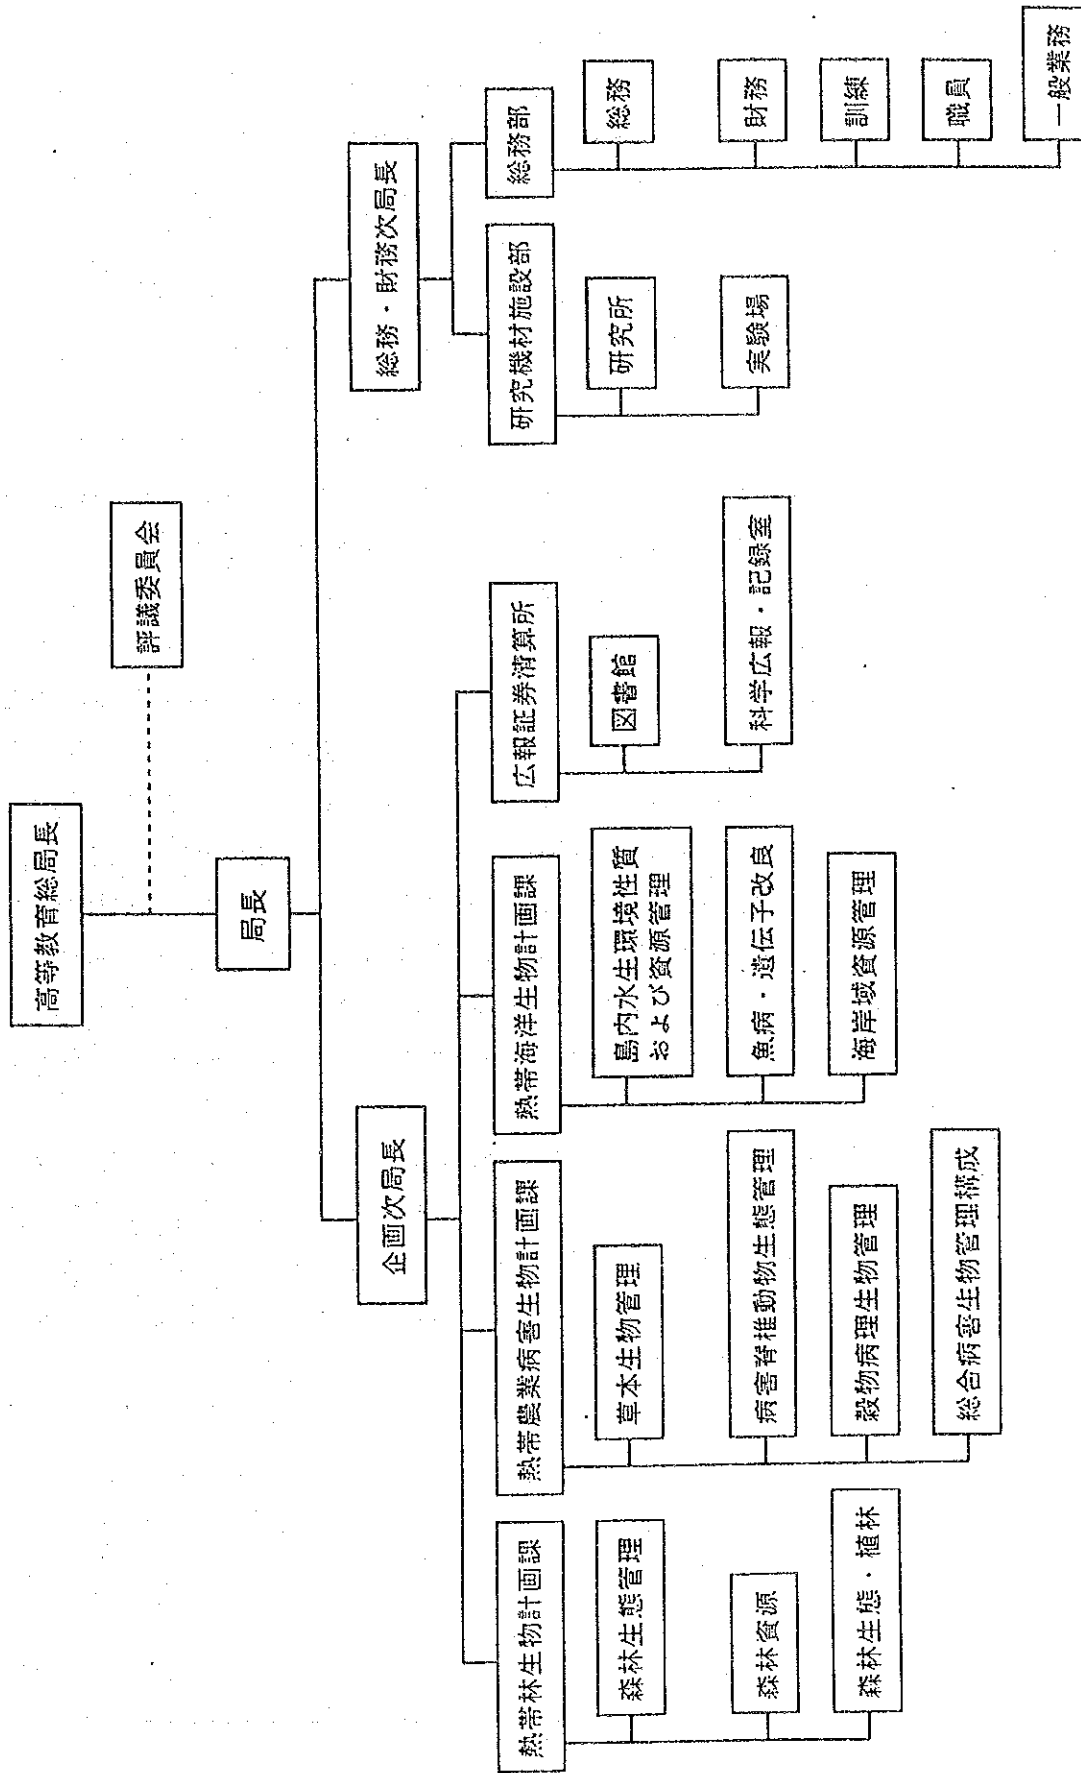 高等教育総局長
評議委員会
局長
企画次局長
総務・財務次局長
熱帯林生物計画課
熱帯農業病害生物計画課
熱帯海洋生物計画課
広報証券清算所
研究機材施設部
総務部
森林生態管理
森林資源
森林生態・植林
草本生物管理
病害脊椎動物生態管理
穀物病理生物管理
総合病害生物管理構成
島内水生環境性質
および資源管理
魚病・遺伝子改良
海岸域資源管理
図書館
科学広報・記録室
研究所
実験場
総務
財務
訓練
職員
一般業務